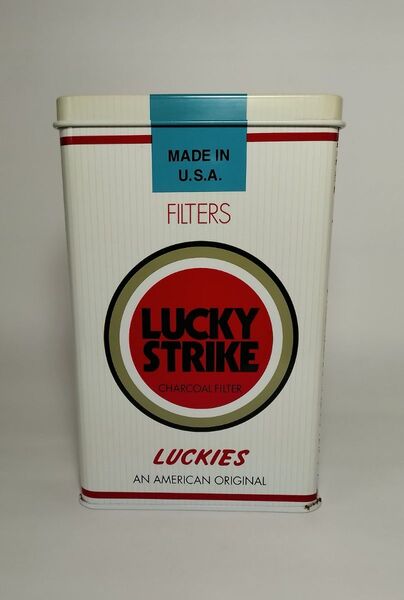 MADE IN
U.S.A.
FILTERS
LUCKY
STRIKE
CHARCOAL FILTER
LUCKIES
AN AMERICAN ORIGINAL